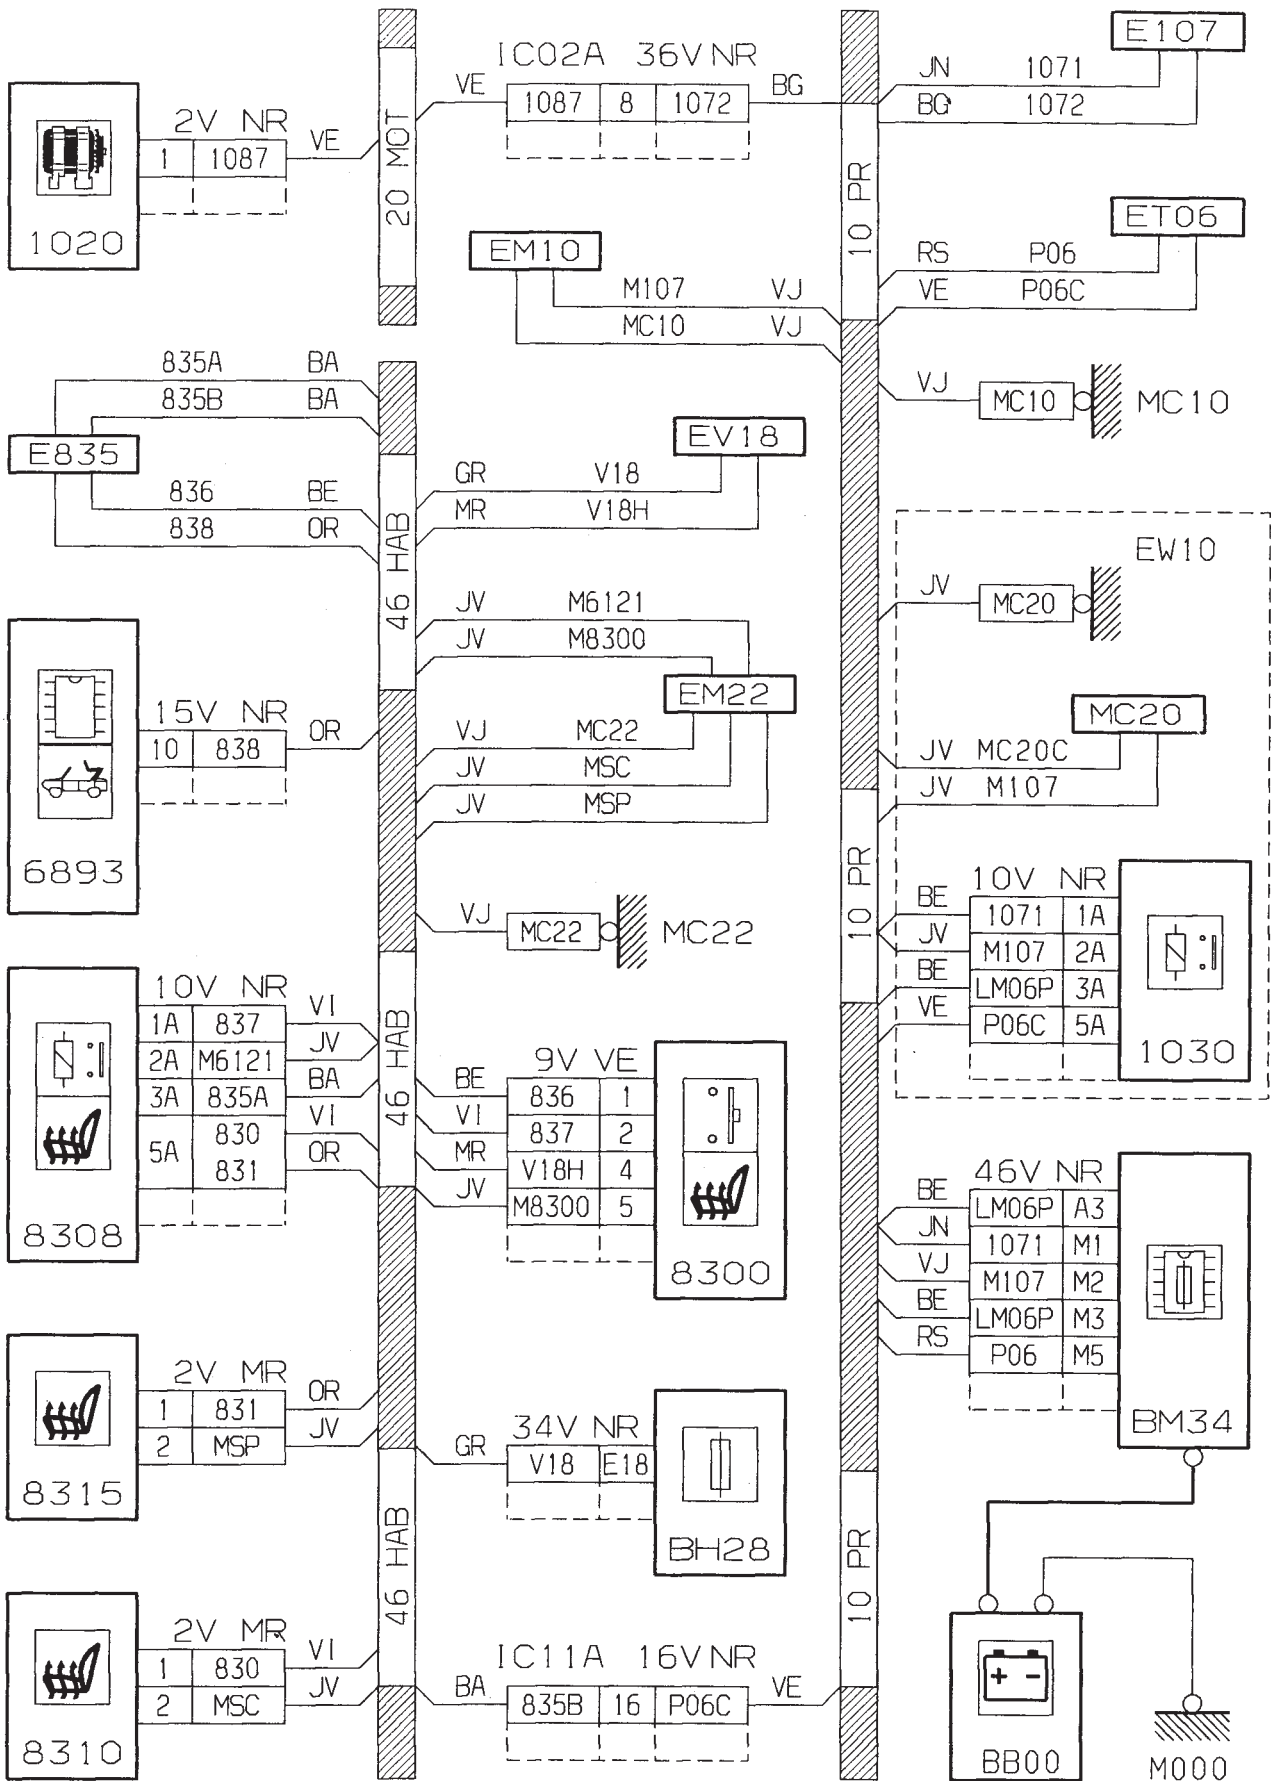 1020
2V NR
1 1087
VE
20 MOT
VE
IC02A 36V NR
1087 8 1072
BG
10 PR
E107
JN 1071
BG 1072
EM10
M107 VJ
MC10 VJ
ET06
RS P06
VE P06C
VJ MC10 MC10
835A BA
835B BA
E835
836 BE
838 OR
46 HAB
EV18
GR V18
MR V18H
JV M6121
JV M8300
EM22
VJ MC22
JV MSC
JV MSP
VJ MC22 MC22
EW10
JV MC20
MC20
JV MC20C
JV M107
6893
15V NR
10 838
OR
10 PR
10V NR
BE 1071 1A
JV M107 2A
BE LM06P 3A
VE P06C 5A
1030
8308
10V NR
1A 837 VI
2A M6121 JV
3A 835A BA
5A 830 VI
831 OR
46 HAB
9V VE
BE 836 1
VI 837 2
MR V18H 4
JV M8300 5
8300
46V NR
BE LM06P A3
JN 1071 M1
VJ M107 M2
BE LM06P M3
RS P06 M5
BM34
8315
2V MR
1 831 OR
2 MSP JV
34V NR
GR V18 E18
BH28
46 HAB
10 PR
8310
2V MR
1 830 VI
2 MSC JV
IC11A 16V NR
BA 835B 16 P06C VE
+ -
BB00
M000